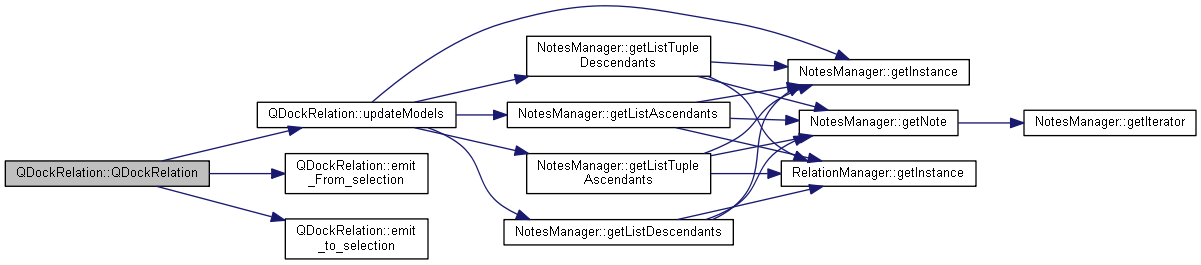 QDockRelation::QDockRelation
QDockRelation::updateModels
QDockRelation::emit
_From_selection
QDockRelation::emit
_to_selection
NotesManager::getListTuple
Descendants
NotesManager::getListAscendants
NotesManager::getListTuple
Ascendants
NotesManager::getListDescendants
NotesManager::getInstance
NotesManager::getNote
RelationManager::getInstance
NotesManager::getIterator